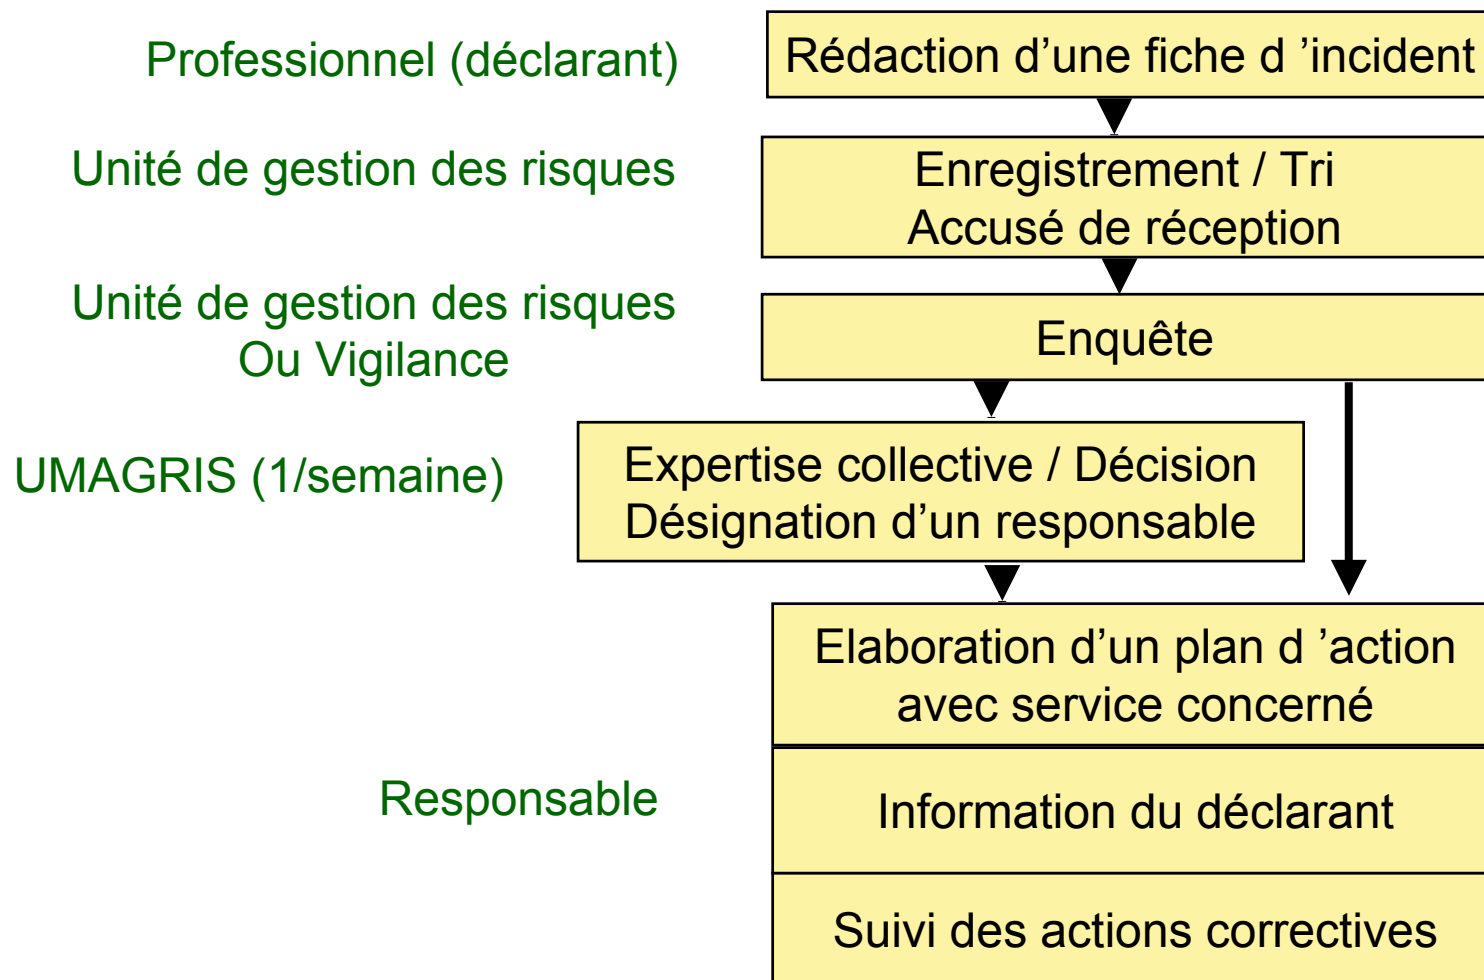 Professionnel (déclarant)
Rédaction d’une fiche d ’incident
Unité de gestion des risques
Enregistrement / Tri
Accusé de réception
Unité de gestion des risques
Ou Vigilance
Enquête
UMAGRIS (1/semaine)
Expertise collective / Décision
Désignation d’un responsable
Elaboration d’un plan d ’action
avec service concerné
Responsable
Information du déclarant
Suivi des actions correctives